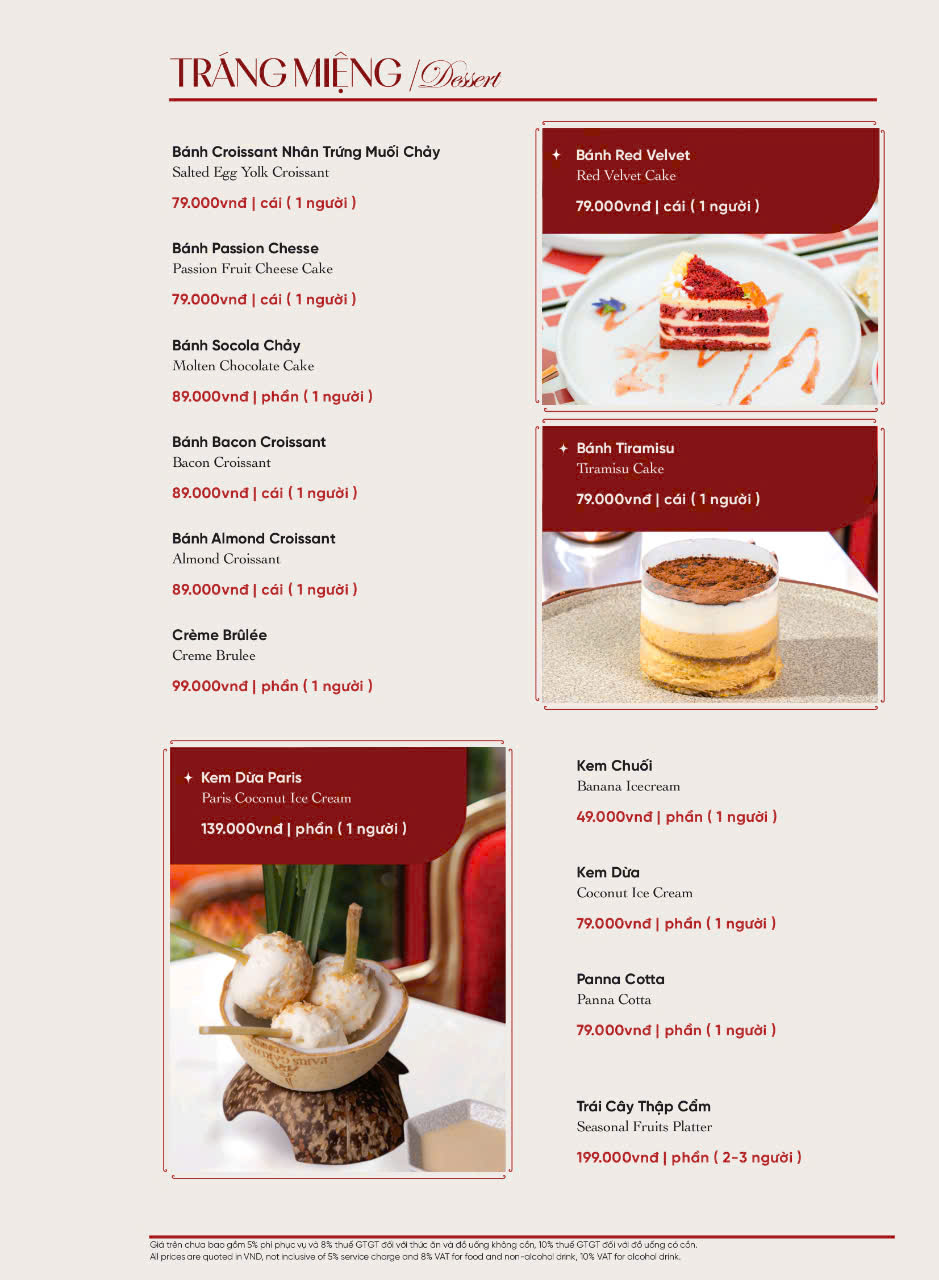 TRÁNG MIỆNG / Dessert
Bánh Croissant Nhân Trứng Muối Chảy
Salted Egg Yolk Croissant
79.000vnđ | cái ( 1 người )
Bánh Passion Chesse
Passion Fruit Cheese Cake
79.000vnđ | cái ( 1 người )
Bánh Socola Chảy
Molten Chocolate Cake
89.000vnđ | phần ( 1 người )
Bánh Bacon Croissant
Bacon Croissant
89.000vnđ | cái ( 1 người )
Bánh Almond Croissant
Almond Croissant
89.000vnđ | cái ( 1 người )
Crème Brûlée
Creme Brulee
99.000vnđ | phần ( 1 người )
Bánh Red Velvet
Red Velvet Cake
79.000vnđ | cái ( 1 người )
Bánh Tiramisu
Tiramisu Cake
79.000vnđ | cái ( 1 người )
Kem Dừa Paris
Paris Coconut Ice Cream
139.000vnđ | phần ( 1 người )
Kem Chuối
Banana Icecream
49.000vnđ | phần ( 1 người )
Kem Dừa
Coconut Ice Cream
79.000vnđ | phần ( 1 người )
Panna Cotta
Panna Cotta
79.000vnđ | phần ( 1 người )
Trái Cây Thập Cẩm
Seasonal Fruits Platter
199.000vnđ | phần ( 2-3 người )
Giá trên chưa bao gồm 5% phí phục vụ và 8% thuế GTGT đối với thức ăn và đồ uống không cồn, 10% thuế GTGT đối với đồ uống có cồn.
All prices are quoted in VND, not inclusive of 5% service charge and 8% VAT for food and non-alcohol drink, 10% VAT for alcohol drink.